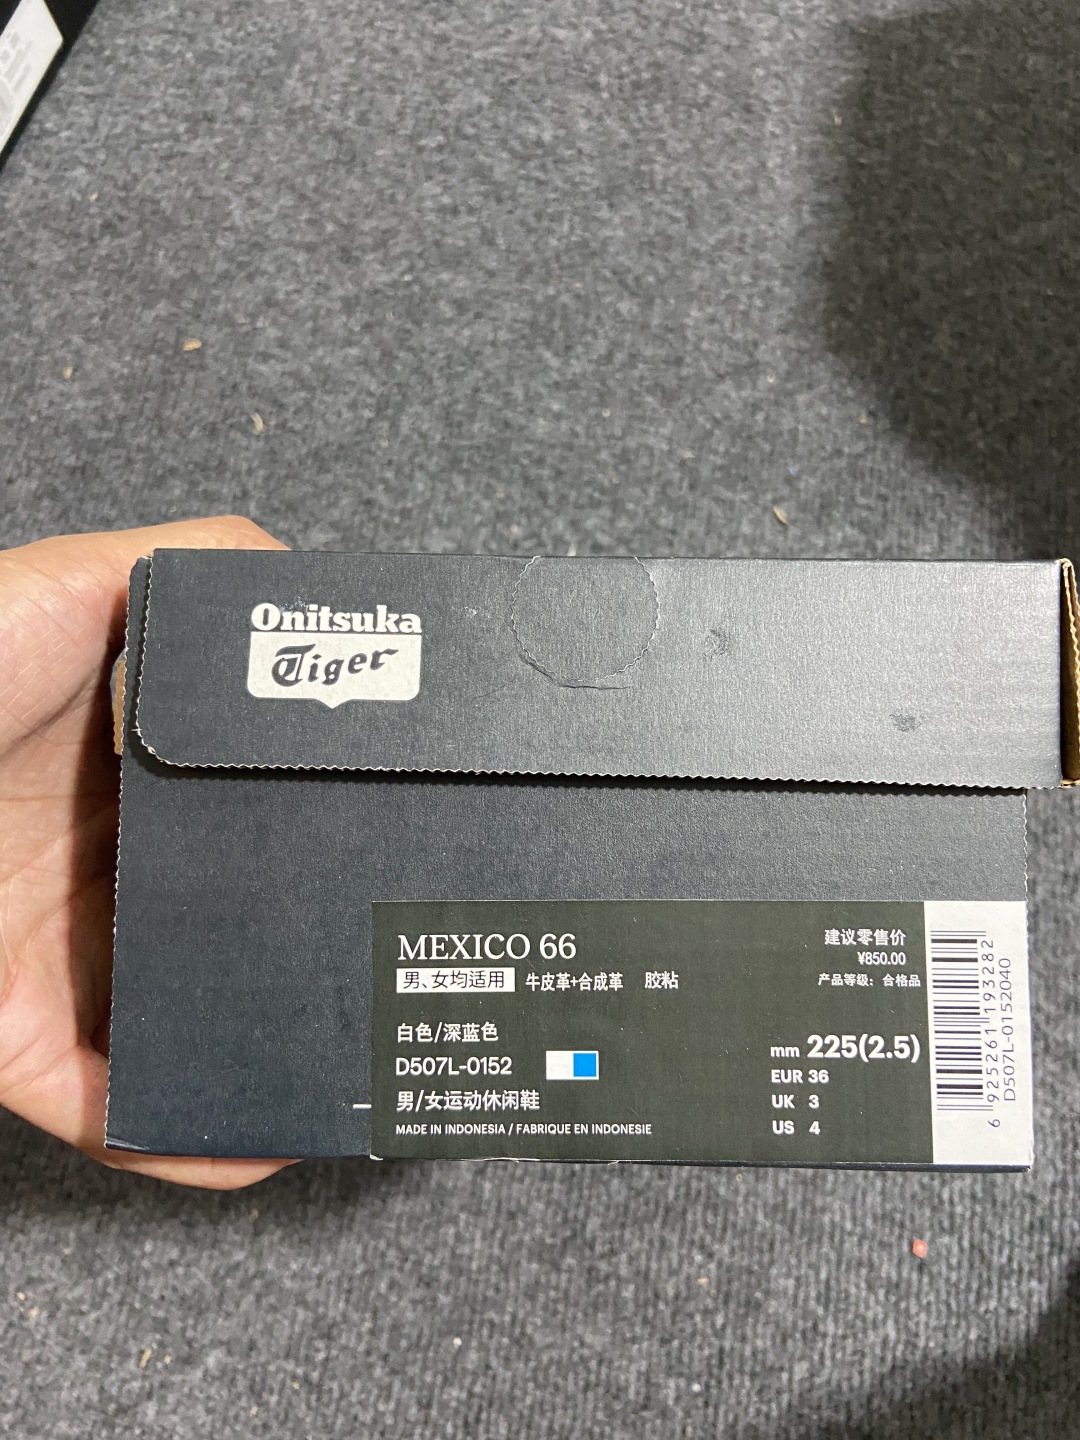 Onitsuka
Tiger
MEXICO 66
男、女均适用 牛皮革+合成革 胶粘
白色/深蓝色
D507L-0152
男/女运动休闲鞋
MADE IN INDONESIA / FABRIQUE EN INDONESIE
建议零售价
¥850.00
产品等级：合格品
mm 225(2.5)
EUR 36
UK 3
US 4
6 925261 193282
D507L-0152040